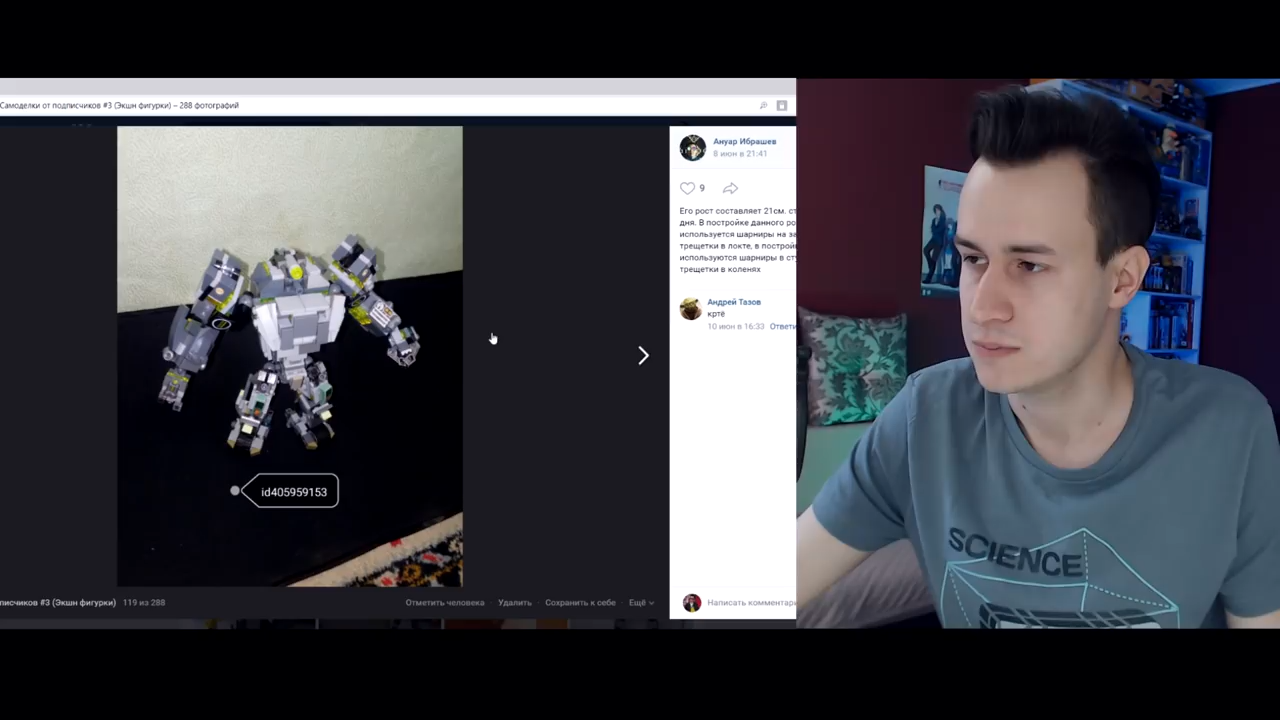 Самоделки от подписчиков #3 (Экшн фигурки) – 288 фотографий
Ануар Ибрашев
8 июн в 21:41
9
Его рост составляет 21см. ст
дня. В постройке данного ро
используется шарниры на за
трещетки в локте, в построй
используются шарниры в ст
трещетки в коленях
Андрей Тазов
кртё
10 июн в 16:33 Ответи
id405959153
писчиков #3 (Экшн фигурки) 119 из 288
Отметить человека · Удалить · Сохранить к себе · Ещё
Написать комментари
SCIENCE